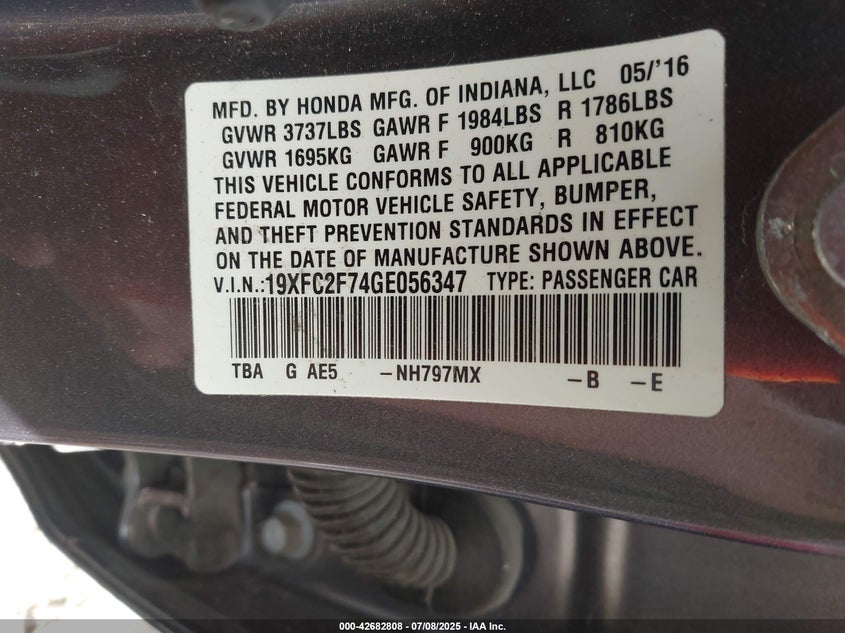 MFD. BY HONDA MFG. OF INDIANA, LLC 05/'16
GVWR 3737LBS GAWR F 1984LBS R 1786LBS
GVWR 1695KG GAWR F 900KG R 810KG
THIS VEHICLE CONFORMS TO ALL APPLICABLE
FEDERAL MOTOR VEHICLE SAFETY, BUMPER,
AND THEFT PREVENTION STANDARDS IN EFFECT
ON THE DATE OF MANUFACTURE SHOWN ABOVE.
V.I.N.:19XFC2F74GE056347 TYPE: PASSENGER CAR
TBA G AE5 -NH797MX -B -E
000-42682808 - 07/08/2025 - IAA Inc.